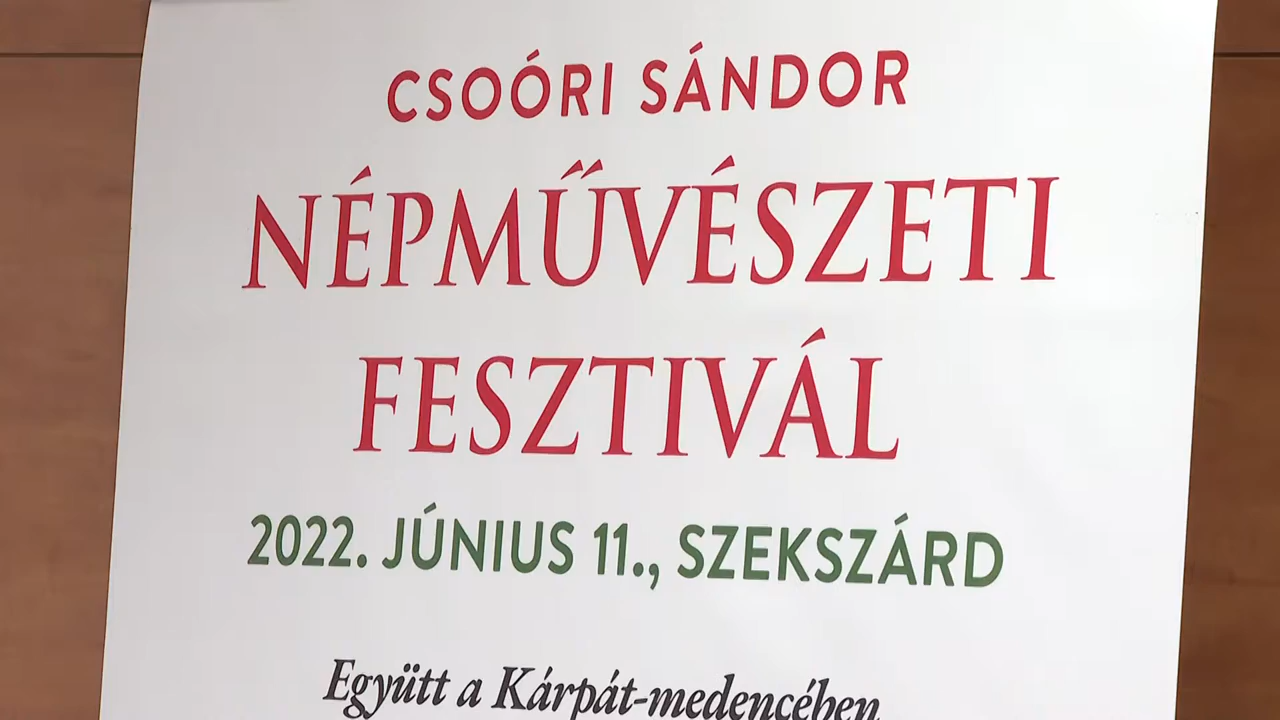 CSOÓRI SÁNDOR
NÉPMŰVÉSZETI
FESZTIVÁL
2022. JÚNIUS 11., SZEKSZÁRD
Együtt a Kárpát-medencében